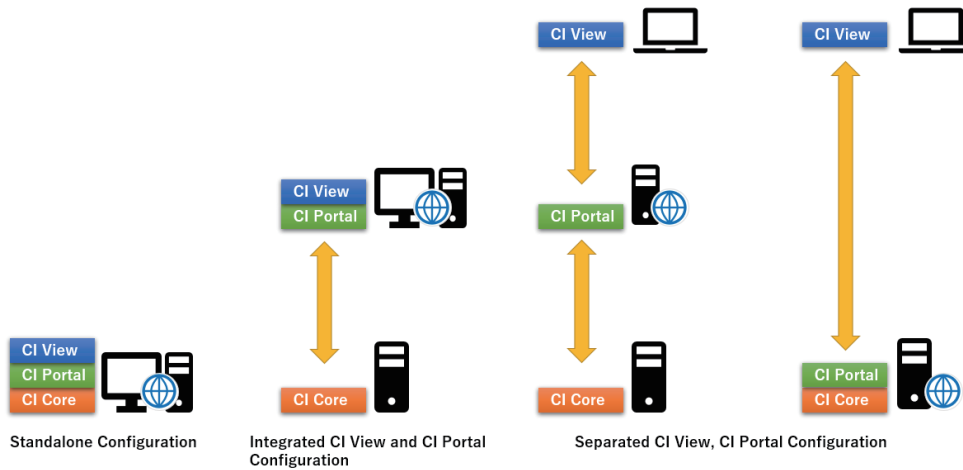 CI View
CI Portal
CI Core
Standalone Configuration
CI View
CI Portal
CI Core
Integrated CI View and CI Portal
Configuration
CI View
CI Portal
CI Core
CI View
CI Portal
CI Core
Separated CI View, CI Portal Configuration